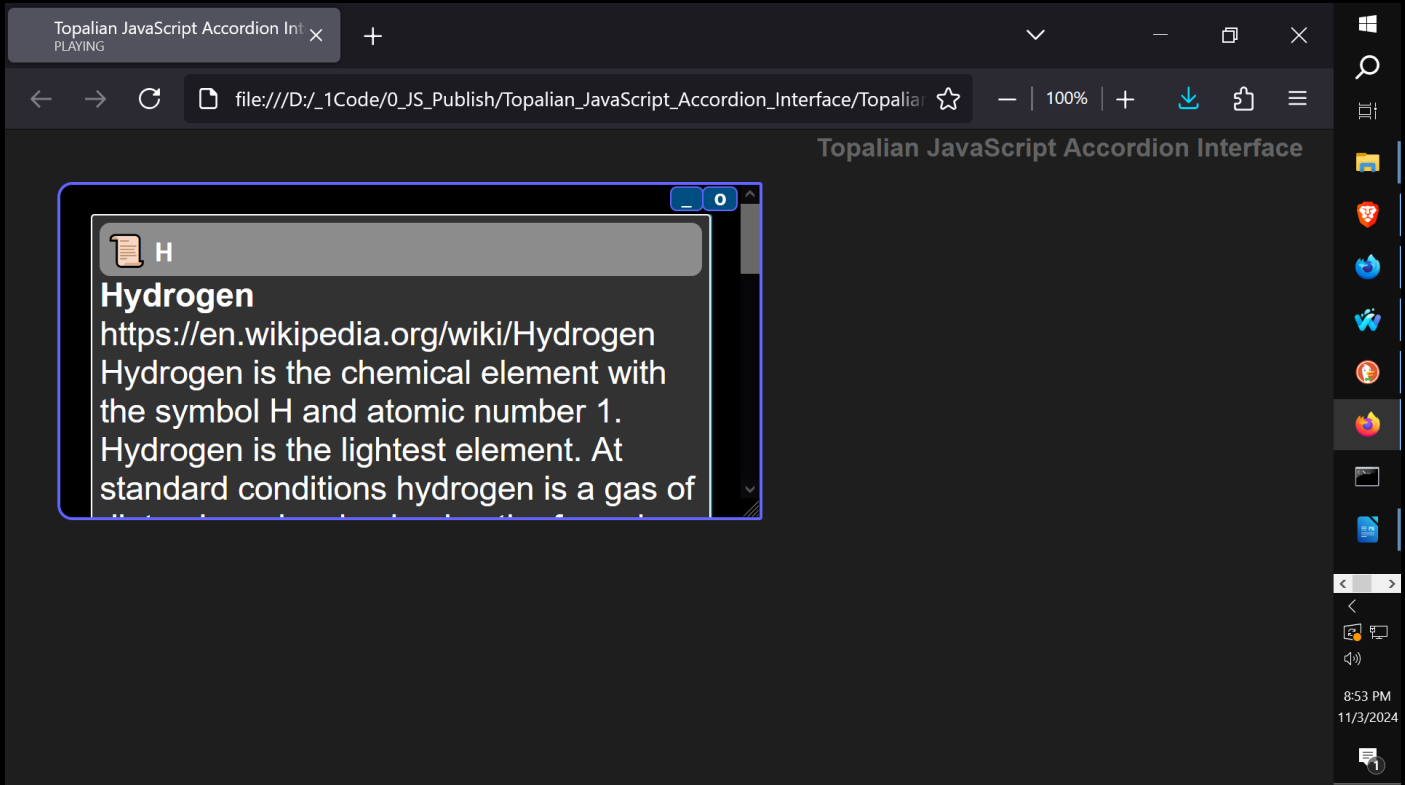 Topalian JavaScript Accordion Int
PLAYING
file:///D:/_1Code/0_JS_Publish/Topalian_JavaScript_Accordion_Interface/Topalian
100%
Topalian JavaScript Accordion Interface
_ o
H
Hydrogen
https://en.wikipedia.org/wiki/Hydrogen
Hydrogen is the chemical element with
the symbol H and atomic number 1.
Hydrogen is the lightest element. At
standard conditions hydrogen is a gas of
8:53 PM
11/3/2024
1